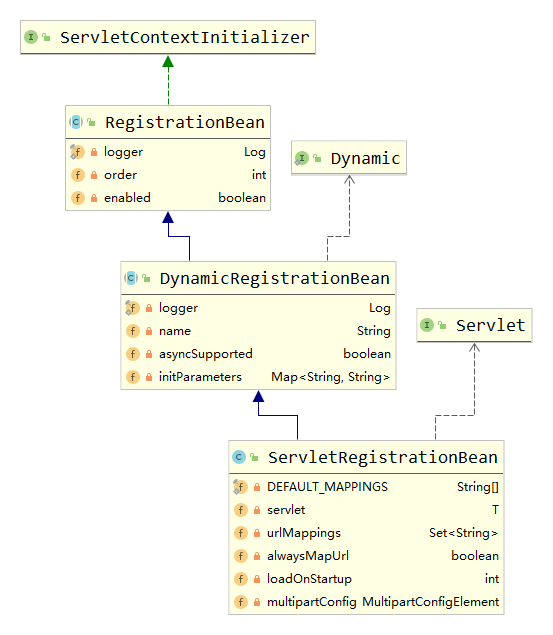 I ServletContextInitializer
C RegistrationBean
f logger Log
f order int
f enabled boolean
I Dynamic
C DynamicRegistrationBean
f logger Log
f name String
f asyncSupported boolean
f initParameters Map<String, String>
I Servlet
C ServletRegistrationBean
f DEFAULT_MAPPINGS String[]
f servlet T
f urlMappings Set<String>
f alwaysMapUrl boolean
f loadOnStartup int
f multipartConfig MultipartConfigElement